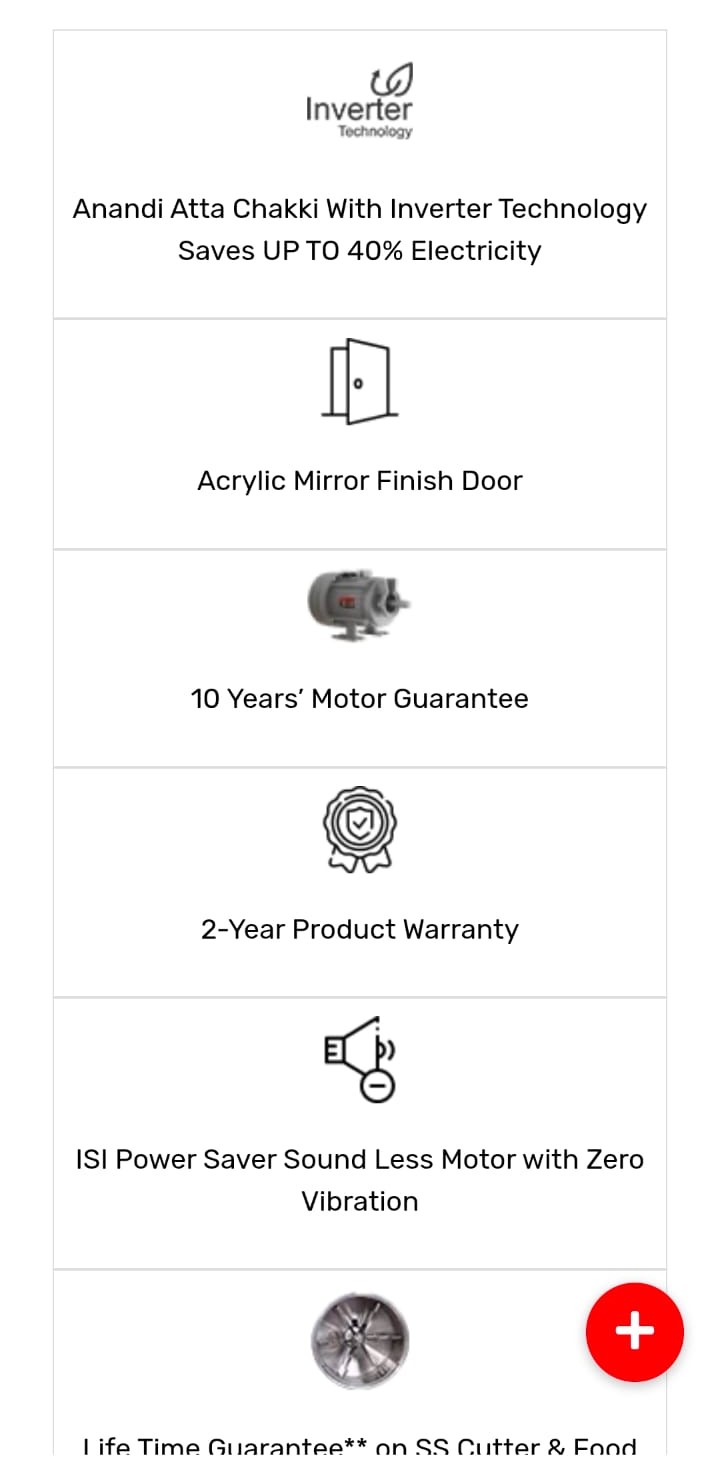 Inverter
Technology
Anandi Atta Chakki With Inverter Technology
Saves UP TO 40% Electricity
Acrylic Mirror Finish Door
10 Years’ Motor Guarantee
2-Year Product Warranty
ISI Power Saver Sound Less Motor with Zero
Vibration
Life Time Guarantee** on SS Cutter & Food